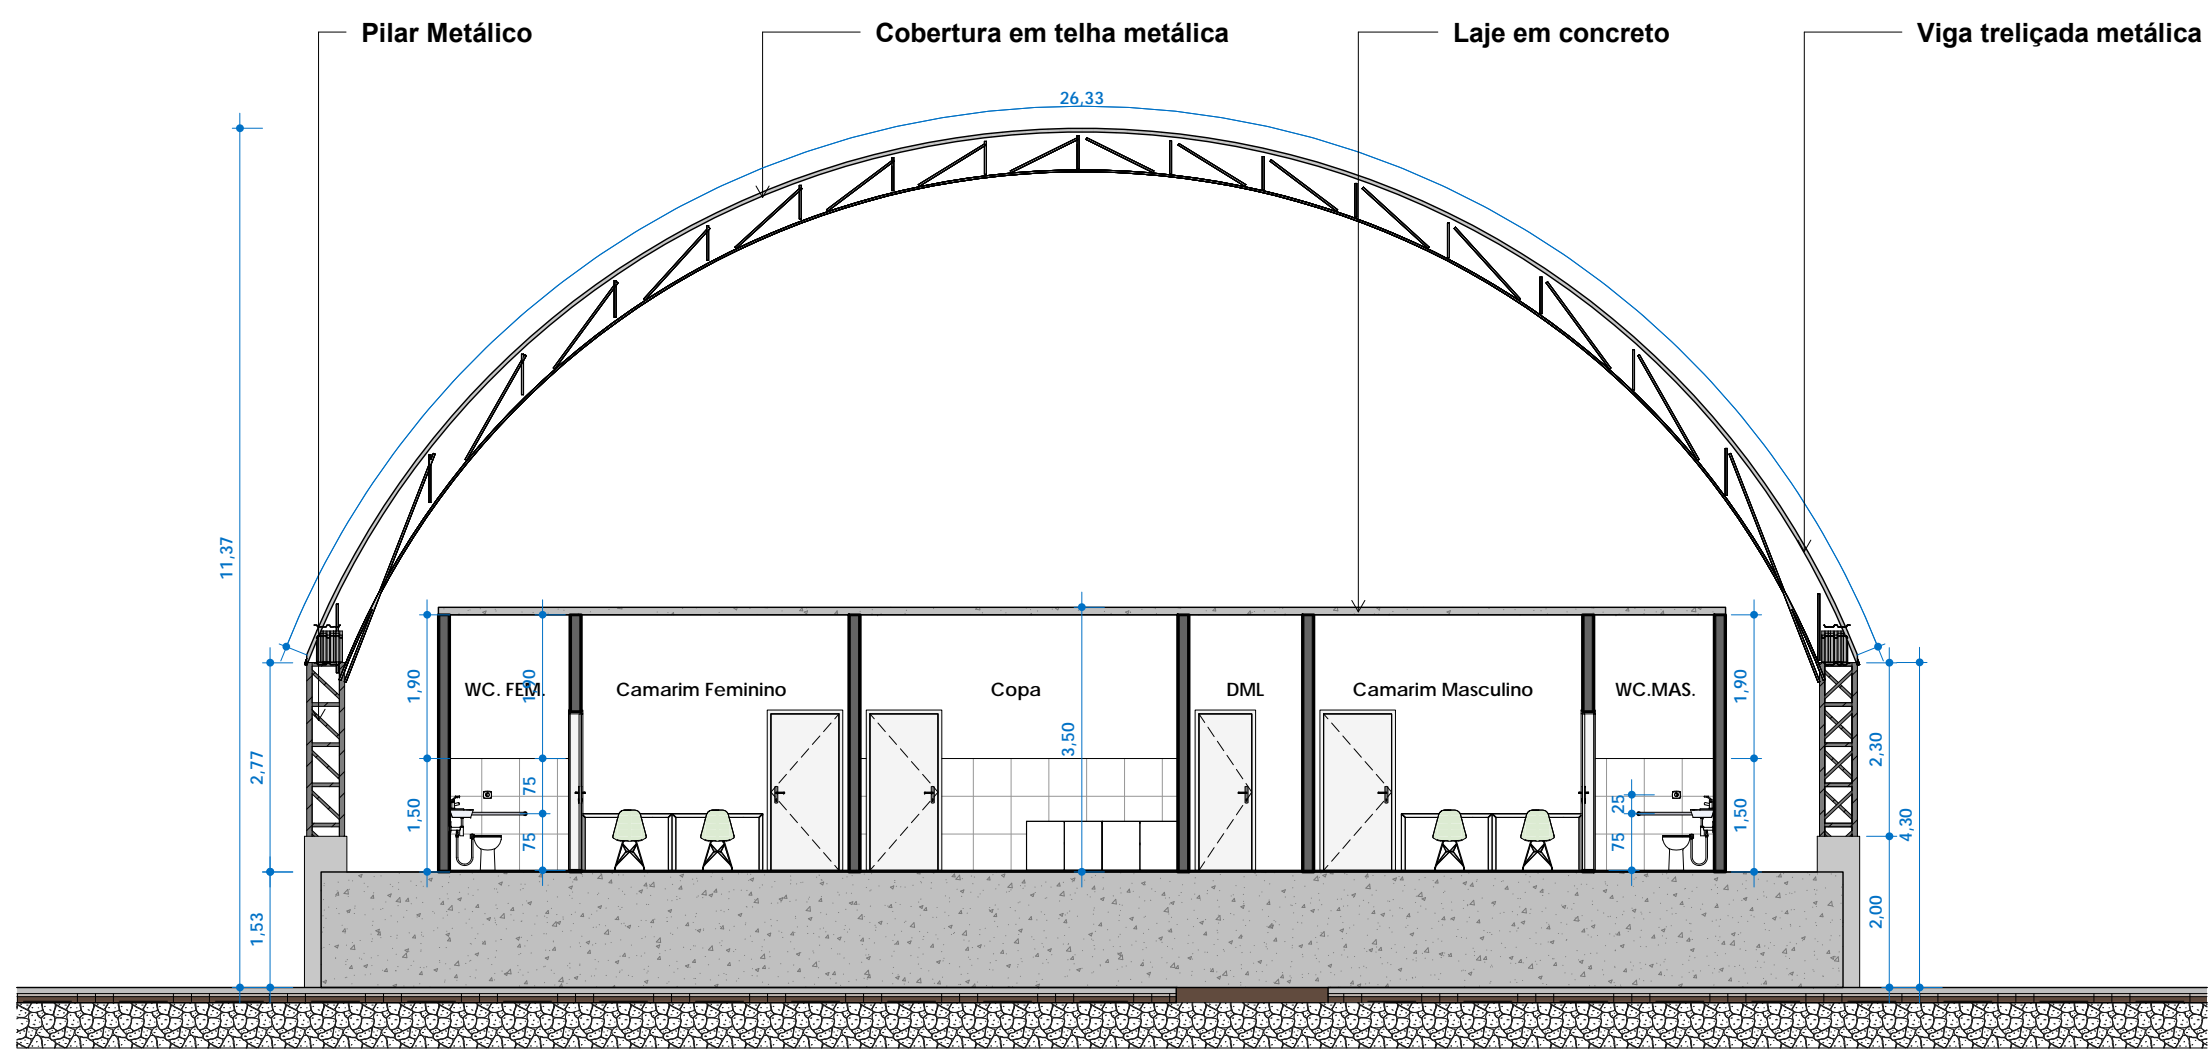 Pilar Metálico
Cobertura em telha metálica
Laje em concreto
Viga treliçada metálica
26,33
11,37
2,77
1,53
1,90
1,50
1,90
75
75
3,50
WC. FEM.
Camarim Feminino
Copa
DML
Camarim Masculino
WC.MAS.
25
75
1,90
1,50
2,30
2,00
4,30